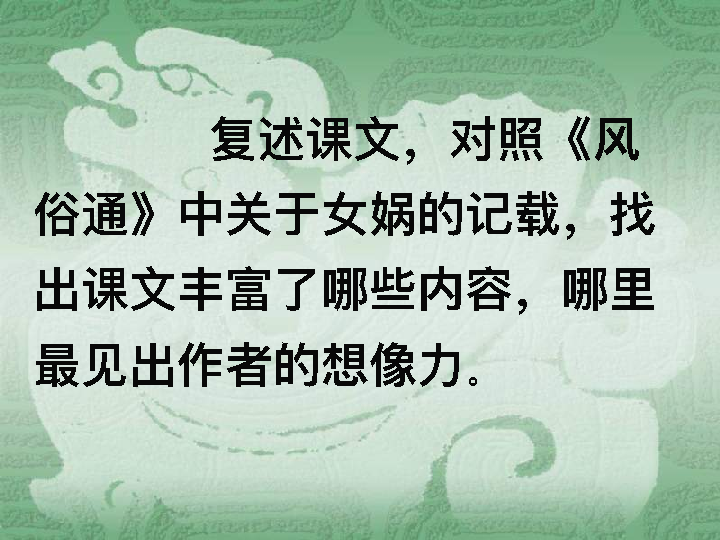 复述课文，对照《风
俗通》中关于女娲的记载，找
出课文丰富了哪些内容，哪里
最见出作者的想像力。